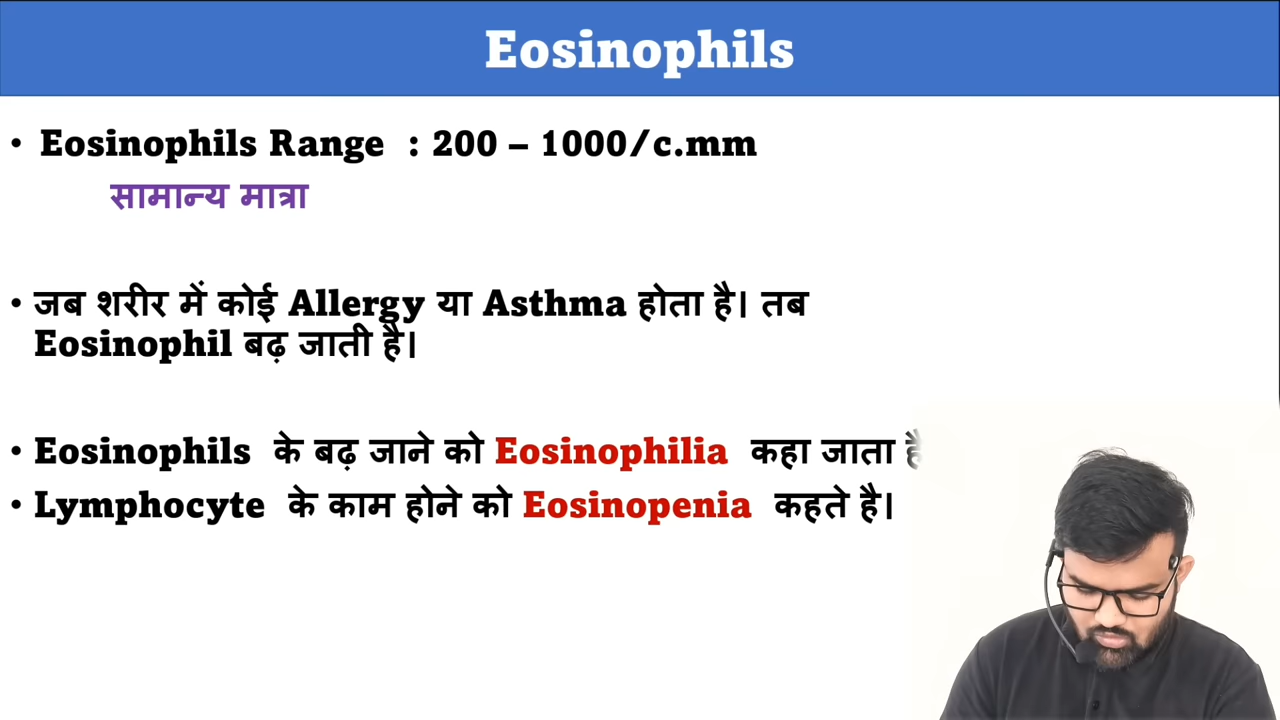 Eosinophils
• Eosinophils Range : 200 – 1000/c.mm
सामान्य मात्रा
• जब शरीर में कोई Allergy या Asthma होता है। तब
Eosinophil बढ़ जाती है।
• Eosinophils के बढ़ जाने को Eosinophilia कहा जाता है
• Lymphocyte के काम होने को Eosinopenia कहते है।